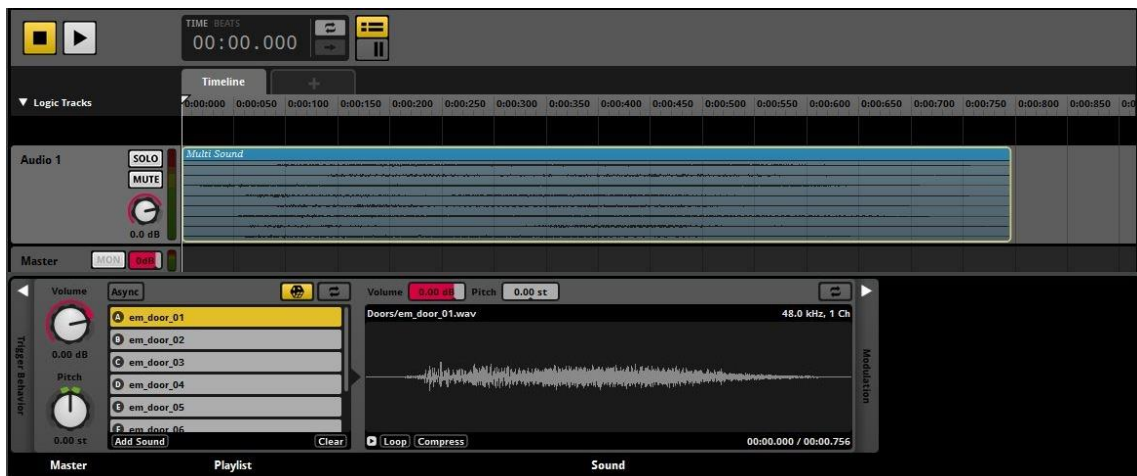 TIME BEATS
00:00.000
Timeline
+
Logic Tracks
0:00:000 0:00:050 0:00:100 0:00:150 0:00:200 0:00:250 0:00:300 0:00:350 0:00:400 0:00:450 0:00:500 0:00:550 0:00:600 0:00:650 0:00:700 0:00:750 0:00:800 0:00:850
Audio 1
SOLO
MUTE
0.0 dB
Multi Sound
Master MON 0dB
Trigger Behavior
Volume
0.00 dB
Pitch
0.00 st
Master
Async
A em_door_01
B em_door_02
C em_door_03
D em_door_04
E em_door_05
F em_door_06
Add Sound Clear
Playlist
Volume 0.00 dB Pitch 0.00 st
Doors/em_door_01.wav 48.0 kHz, 1 Ch
Loop Compress 00:00.000 / 00:00.756
Sound
Modulation